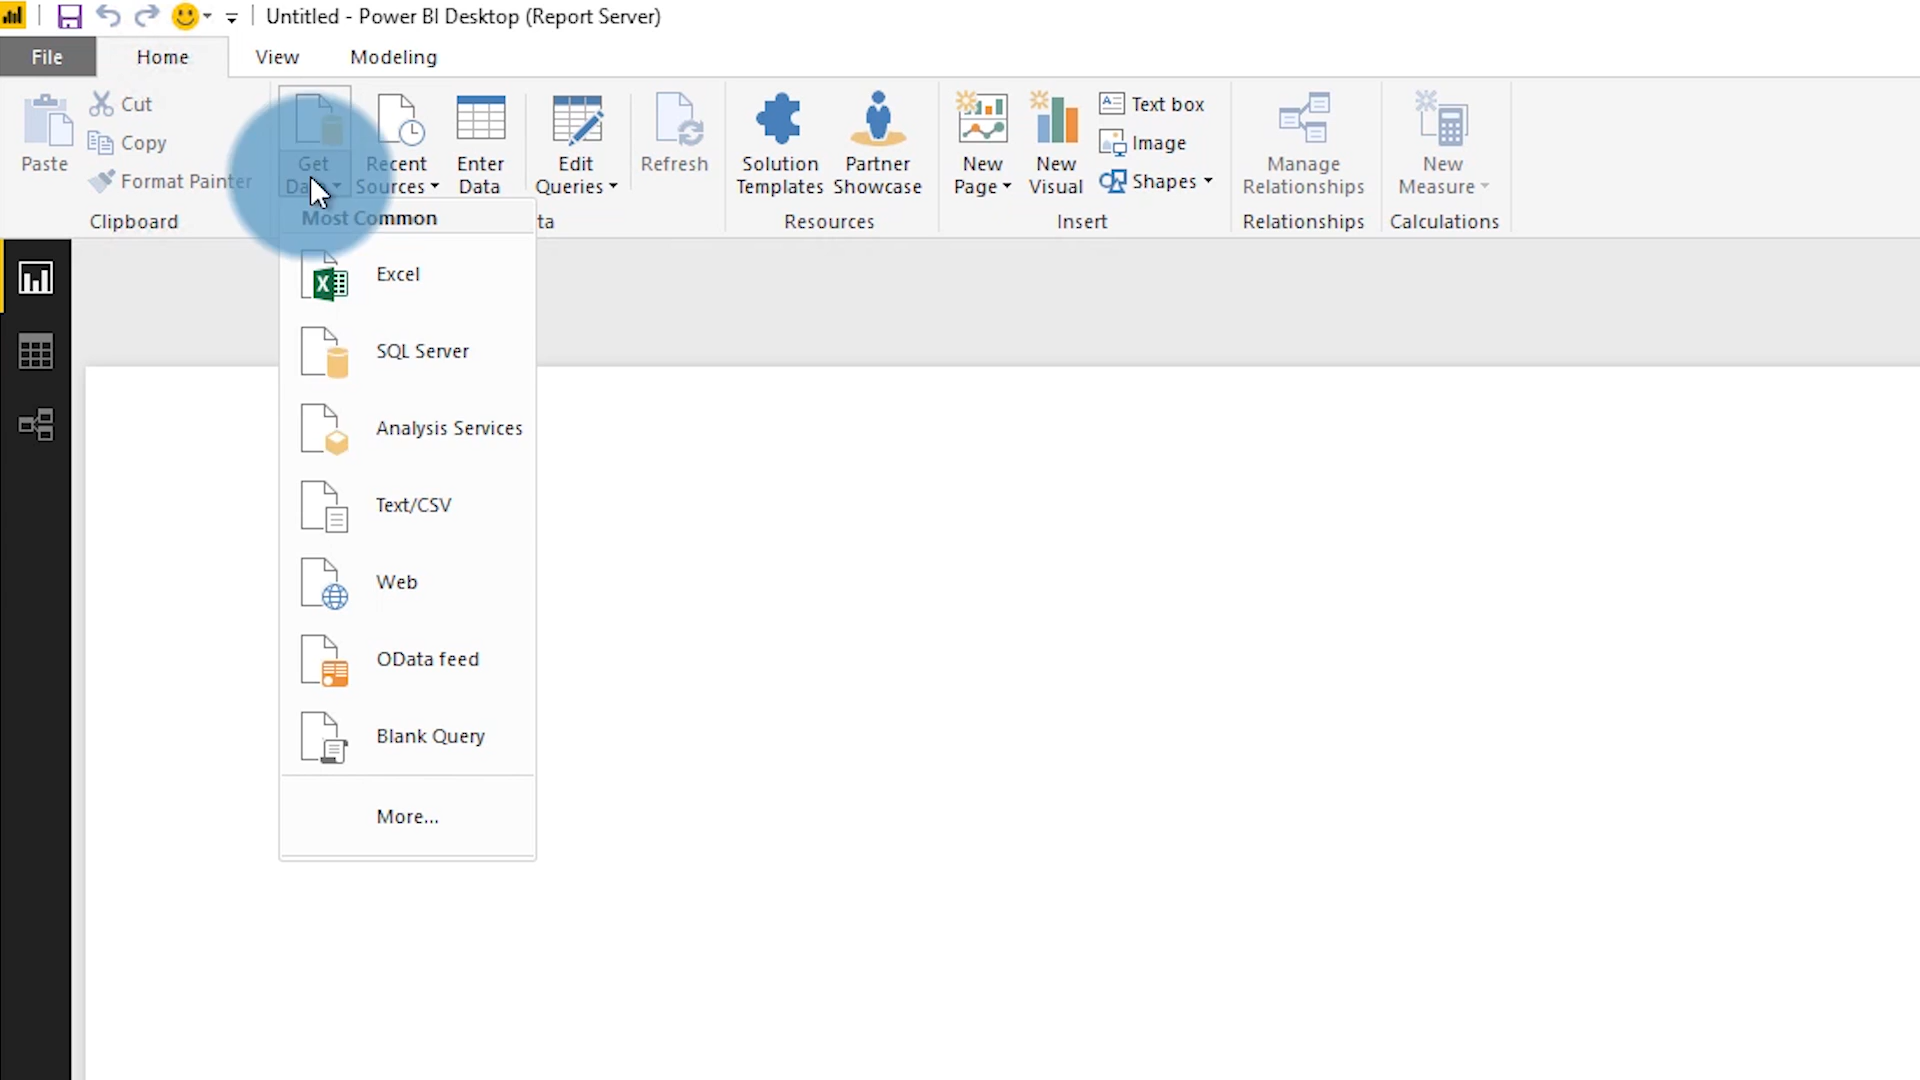 Untitled - Power BI Desktop (Report Server)
File Home View Modeling
Paste
Cut
Copy
Format Painter
Clipboard
Get
Recent
Sources
Enter
Data
Edit
Queries
Refresh
ta
Solution
Templates
Partner
Showcase
Resources
New
Page
New
Visual
Text box
Image
Shapes
Insert
Manage
Relationships
Relationships
New
Measure
Calculations
Most Common
Excel
SQL Server
Analysis Services
Text/CSV
Web
OData feed
Blank Query
More...